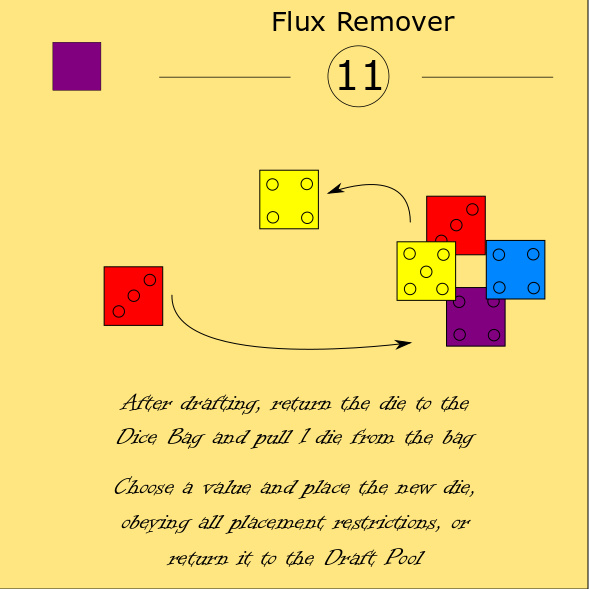 Flux Remover
11
After drafting, return the die to the
Dice Bag and pull 1 die from the bag
Choose a value and place the new die,
obeying all placement restrictions, or
return it to the Draft Pool